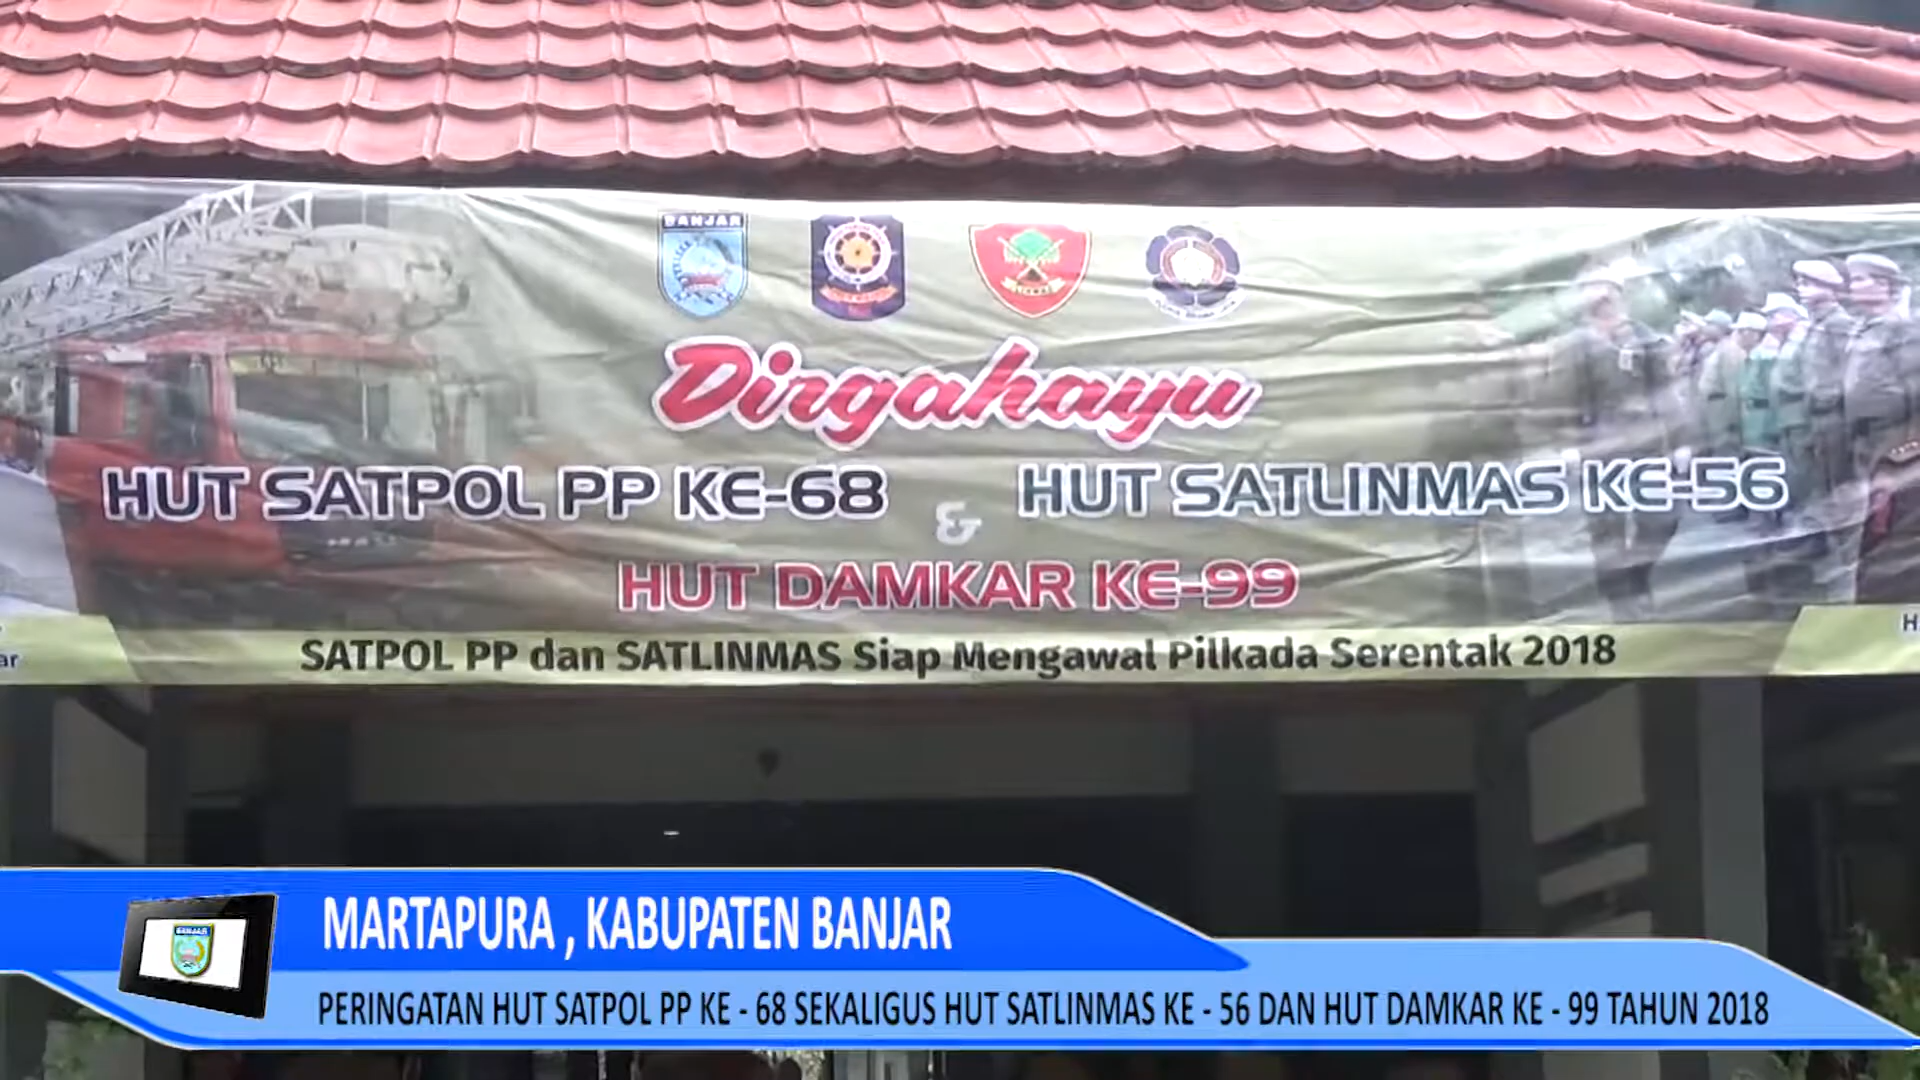 BANJAR
Dirgahayu
HUT SATPOL PP KE-68
HUT SATLINMAS KE-56
&
HUT DAMKAR KE-99
SATPOL PP dan SATLINMAS Siap Mengawal Pilkada Serentak 2018
ar
H
BANJAR
MARTAPURA , KABUPATEN BANJAR
PERINGATAN HUT SATPOL PP KE - 68 SEKALIGUS HUT SATLINMAS KE - 56 DAN HUT DAMKAR KE - 99 TAHUN 2018